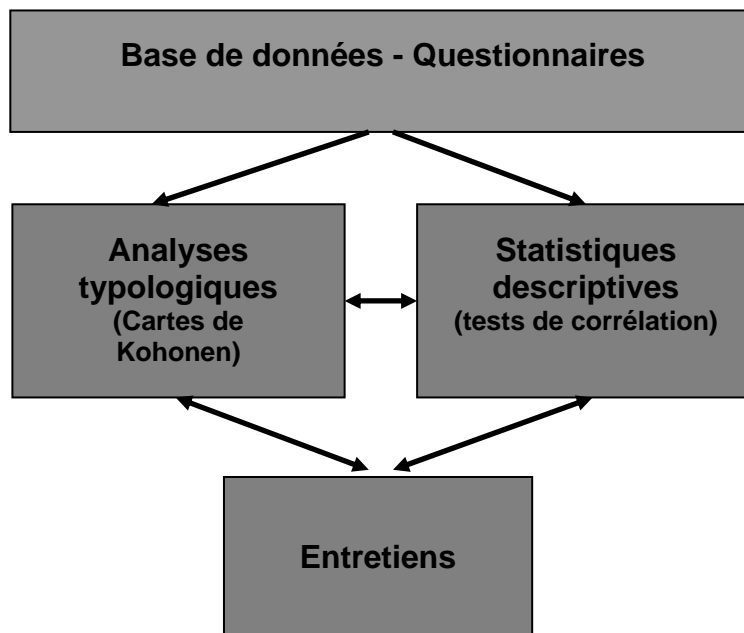 Base de données - Questionnaires
Analyses
typologiques
(Cartes de
Kohonen)
Statistiques
descriptives
(tests de corrélation)
Entretiens